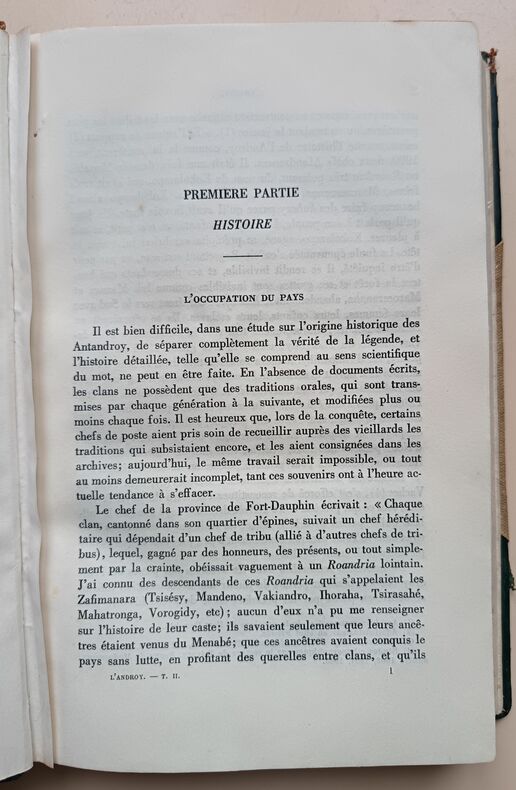 PREMIERE PARTIE
HISTOIRE
L'OCCUPATION DU PAYS
Il est bien difficile, dans une étude sur l'origine historique des
Antandroy, de séparer complètement la vérité de la légende, et
l'histoire détaillée, telle qu'elle se comprend au sens scientifique
du mot, ne peut en être faite. En l'absence de documents écrits,
les clans ne possèdent que des traditions orales, qui sont trans-
mises par chaque génération à la suivante, et modifiées plus ou
moins chaque fois. Il est heureux que, lors de la conquête, certains
chefs de poste aient pris soin de recueillir auprès des vieillards les
traditions qui subsistaient encore, et les aient consignées dans les
archives; aujourd'hui, le même travail serait impossible, ou tout
au moins demeurerait incomplet, tant ces souvenirs ont à l'heure ac-
tuelle tendance à s'effacer.
Le chef de la province de Fort-Dauphin écrivait : « Chaque
clan, cantonné dans son quartier d'épines, suivait un chef hérédi-
taire qui dépendait d'un chef de tribu (allié à d'autres chefs de tri-
bus), lequel, gagné par des honneurs, des présents, ou tout simple-
ment par la crainte, obéissait vaguement à un Roandria lointain.
J'ai connu des descendants de ces Roandria qui s'appelaient les
Zafimanara (Tsisésy, Mandeno, Vakiandro, Ihoraha, Tsirasahé,
Mahatronga, Vorogidy, etc) ; aucun d'eux n'a pu me renseigner
sur l'histoire de leur caste; ils savaient seulement que leurs ancê-
tres étaient venus du Menabé; que ces ancêtres avaient conquis le
pays sans lutte, en profitant des querelles entre clans, et qu'ils
L'ANDROY. — T. II. 1